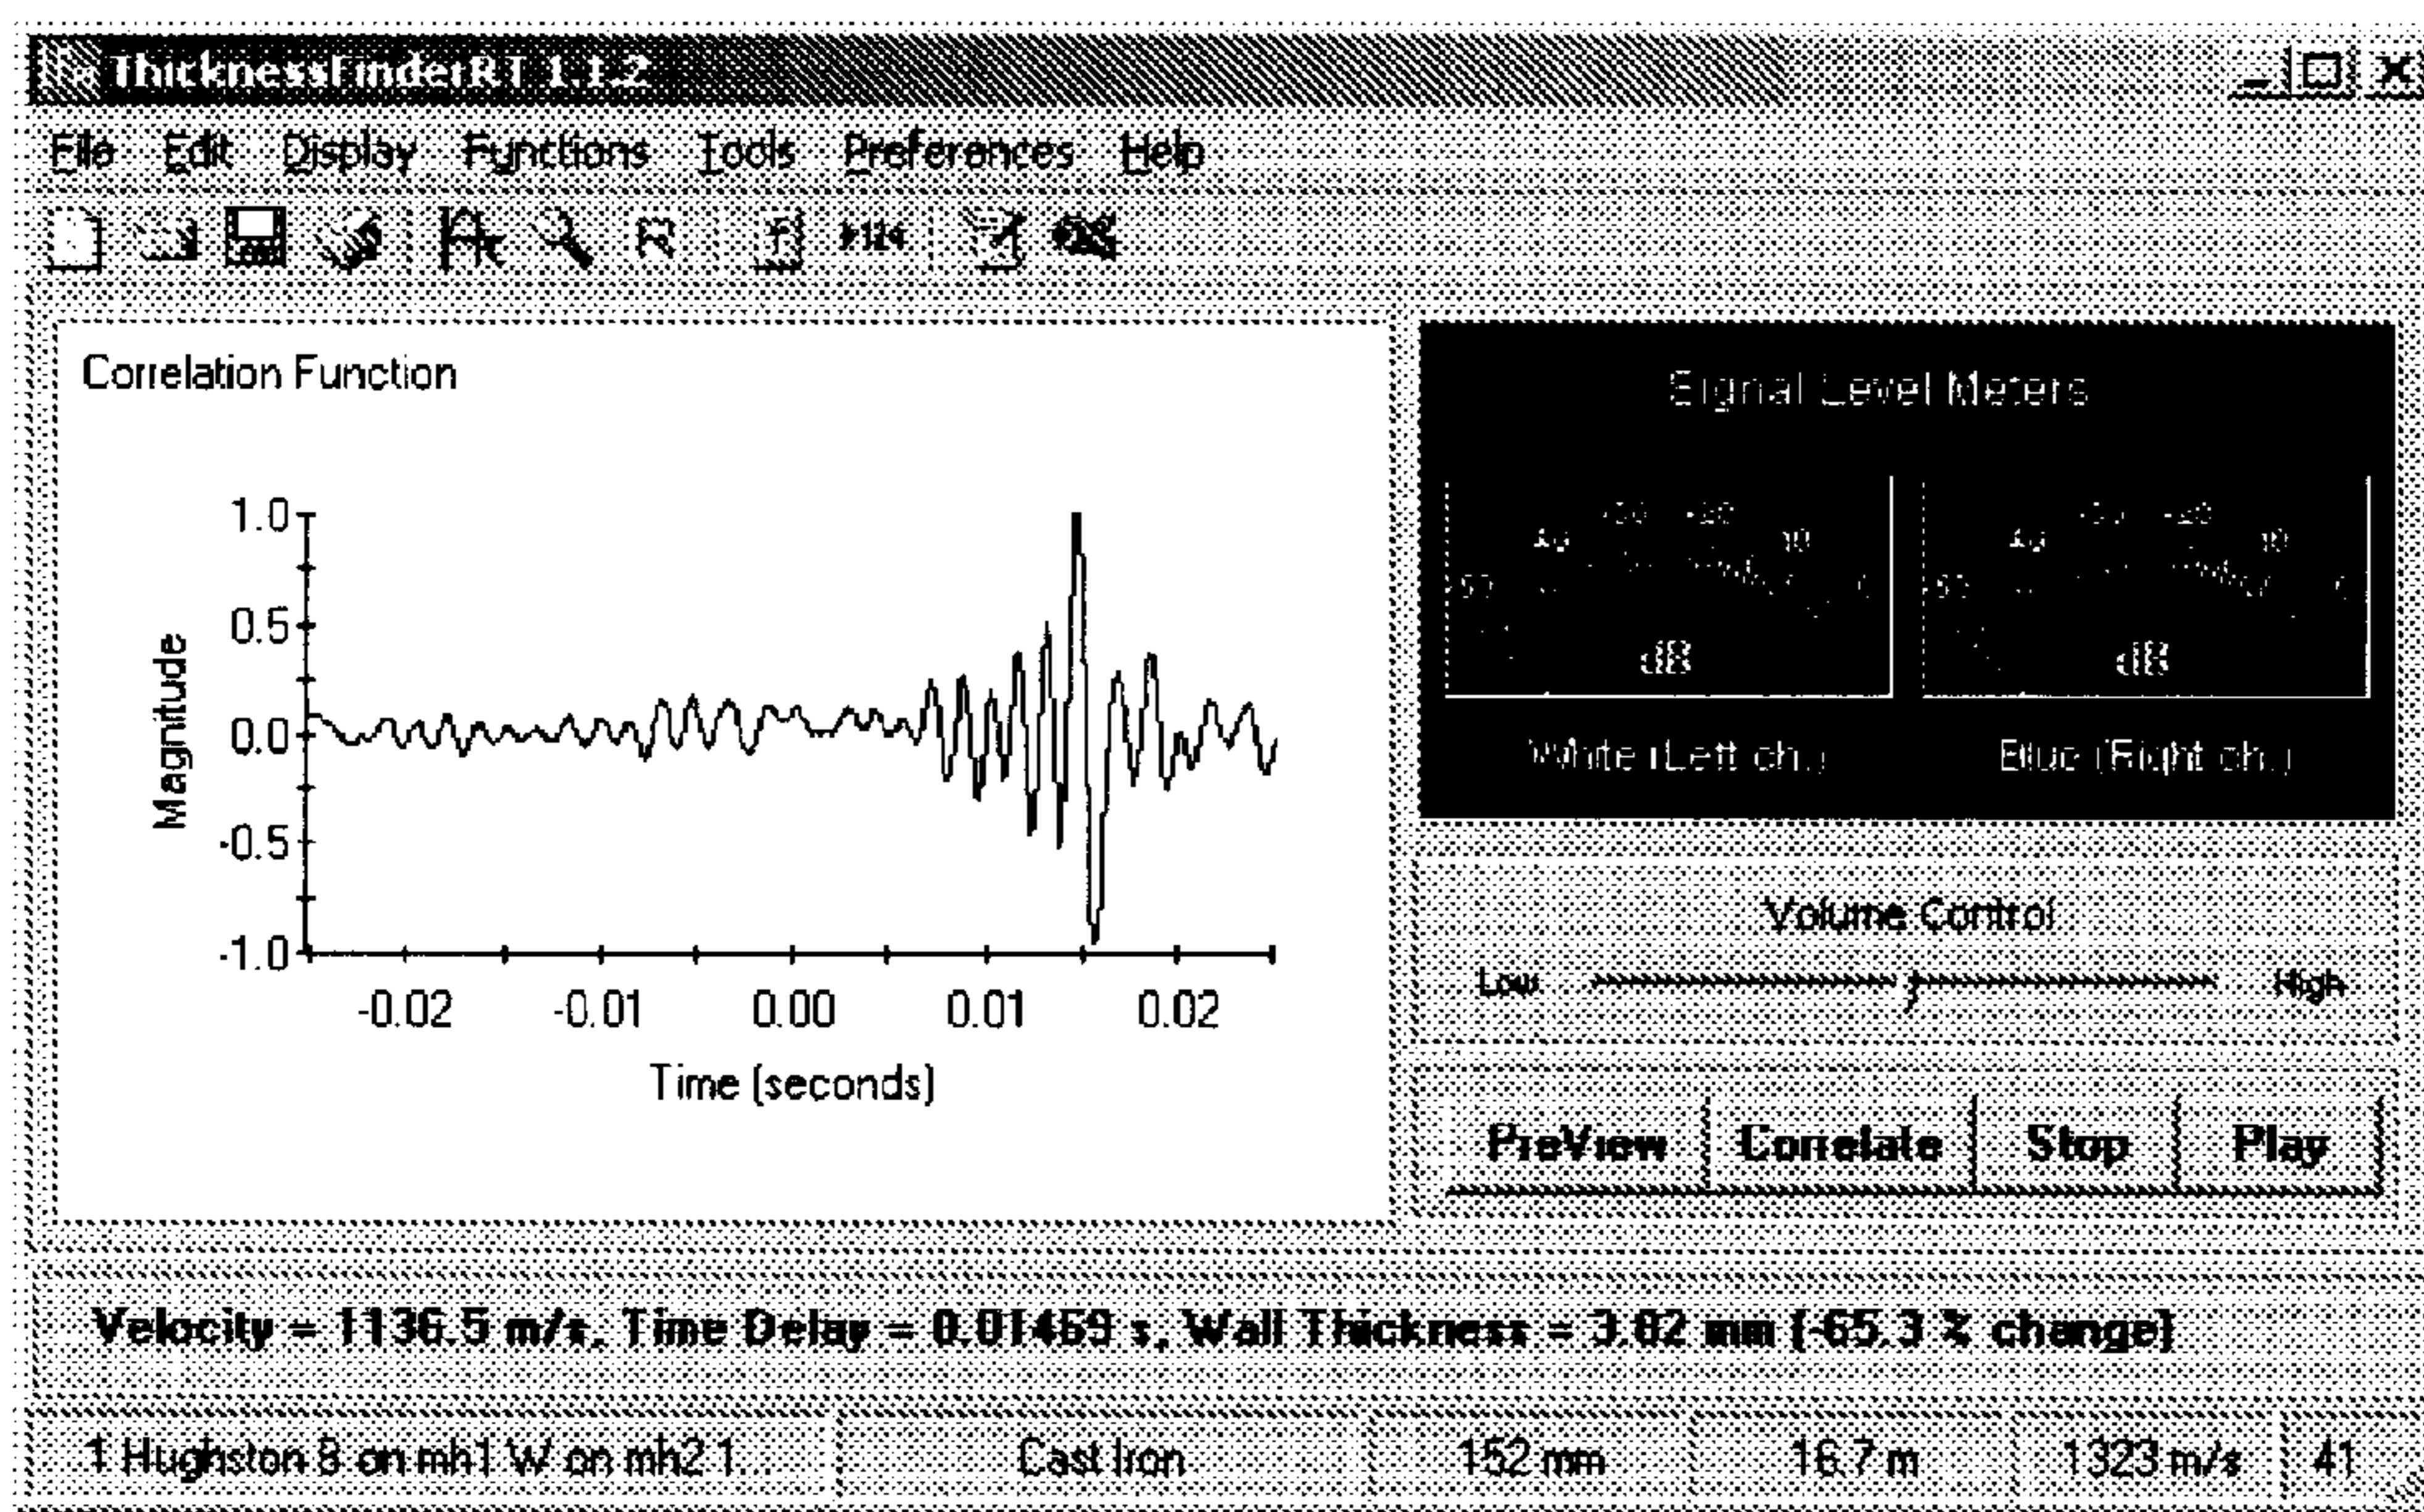 ThicknessFinderRT 1.1.2
File Edit Display Functions Tools Preferences Help
Correlation Function
1.0
0.5
0.0
-0.5
-1.0
Magnitude
-0.02 -0.01 0.00 0.01 0.02
Time (seconds)
Signal Level Meters
dB dB
White (Left ch.) Blue (Right ch.)
Volume Control
Low High
PreView Correlate Stop Play
Velocity = 1136.5 m/s, Time Delay = 0.01469 s, Wall Thickness = 3.82 mm (-65.3 % change)
1 Hughston B on mh1 W on mh2 1...
Cast Iron
152 mm
16.7 m
1323 m/s
41